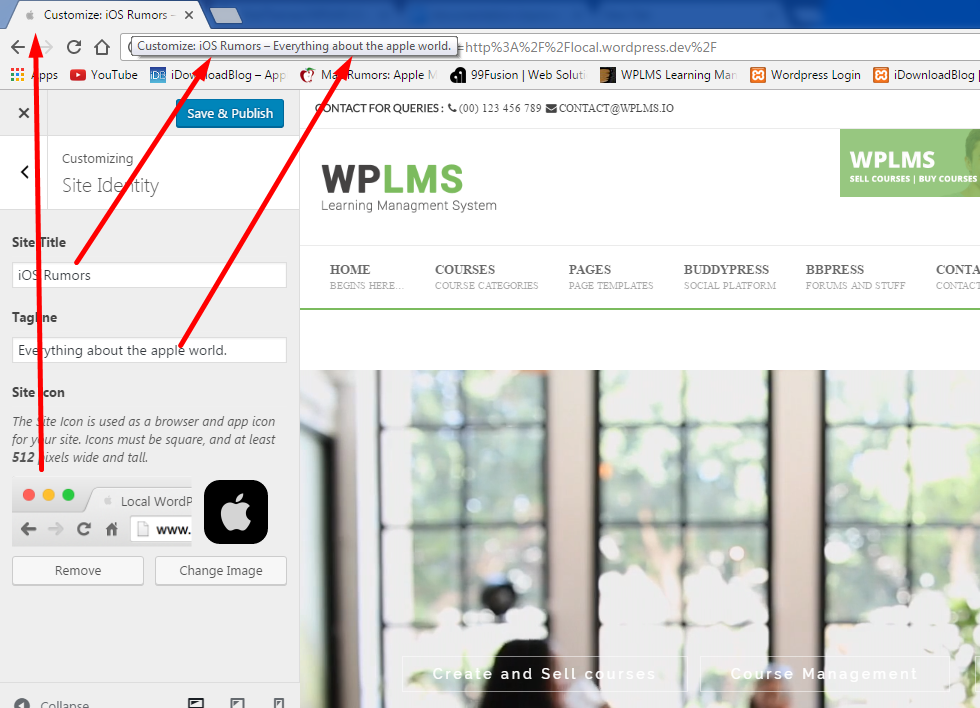 Customize: iOS Rumors –
Customize: iOS Rumors – Everything about the apple world.
=http%3A%2F%2Flocal.wordpress.dev%2F
Apps
YouTube
iDB
iDownloadBlog – App
MacRumors: Apple M
99Fusion | Web Soluti
WPLMS Learning Man
Wordpress Login
iDownloadBlog
Save & Publish
Customizing
Site Identity
Site Title
iOS Rumors
Tagline
Everything about the apple world.
Site Icon
The Site Icon is used as a browser and app icon
for your site. Icons must be square, and at least
512 pixels wide and tall.
Local WordP
www.
Remove
Change Image
Collapse
CONTACT FOR QUERIES : (00) 123 456 789 CONTACT@WPLMS.IO
WPLMS
Learning Managment System
WPLMS
SELL COURSES | BUY COURSES
HOME
BEGINS HERE...
COURSES
COURSE CATEGORIES
PAGES
PAGE TEMPLATES
BUDDYPRESS
SOCIAL PLATFORM
BBPRESS
FORUMS AND STUFF
CONTA
CONTACT
Create and Sell courses
Course Management